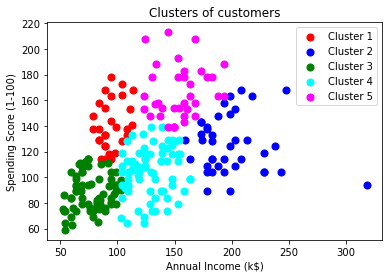 Clusters of customers
220
200
180
160
140
120
100
80
60
Spending Score (1-100)
Cluster 1
Cluster 2
Cluster 3
Cluster 4
Cluster 5
50 100 150 200 250 300
Annual Income (k$)